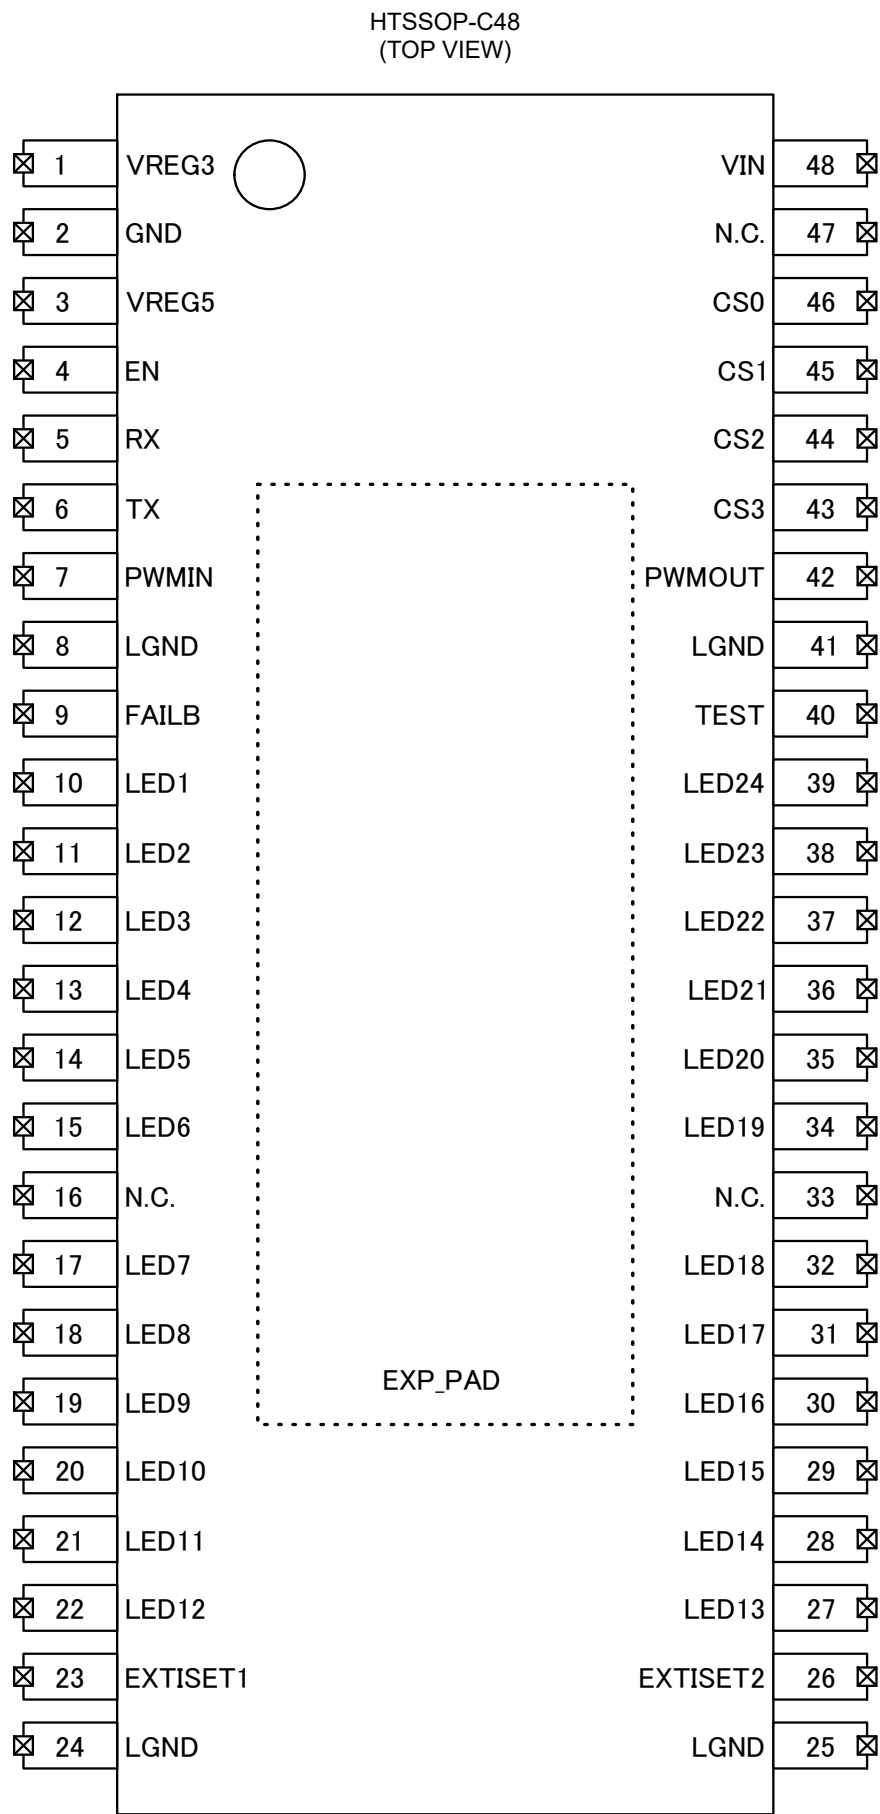 HTSSOP-C48
(TOP VIEW)
1 VREG3 VIN 48
2 GND N.C. 47
3 VREG5 CS0 46
4 EN CS1 45
5 RX CS2 44
6 TX CS3 43
7 PWMIN PWMOUT 42
8 LGND LGND 41
9 FAILB TEST 40
10 LED1 LED24 39
11 LED2 LED23 38
12 LED3 LED22 37
13 LED4 LED21 36
14 LED5 LED20 35
15 LED6 LED19 34
16 N.C. N.C. 33
17 LED7 LED18 32
18 LED8 LED17 31
EXP_PAD
19 LED9 LED16 30
20 LED10 LED15 29
21 LED11 LED14 28
22 LED12 LED13 27
23 EXTISET1 EXTISET2 26
24 LGND LGND 25